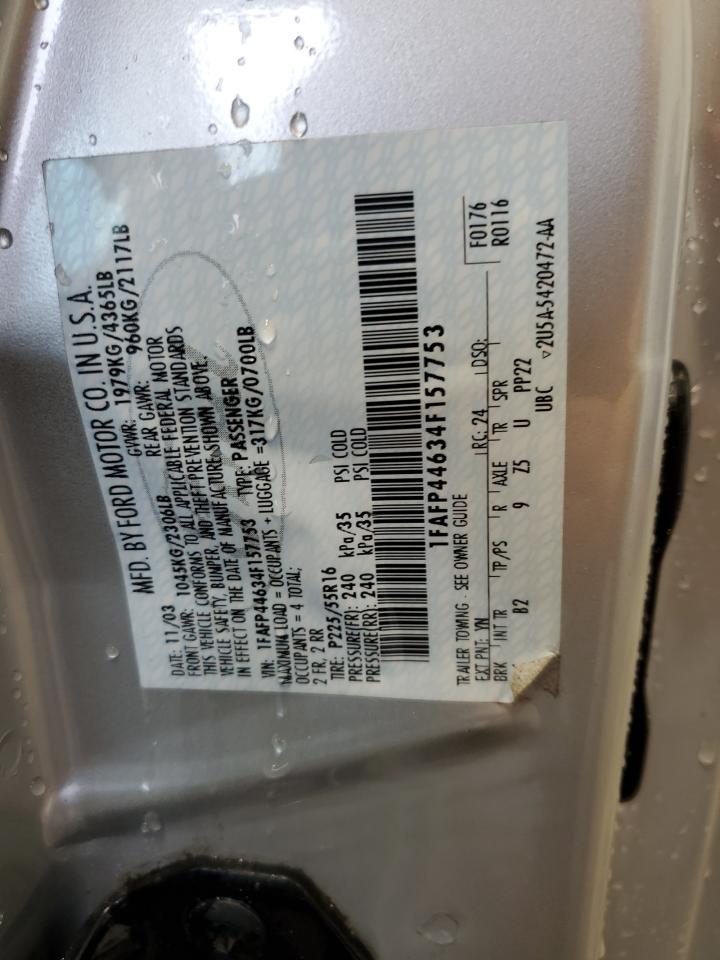 MFD. BY FORD MOTOR CO. IN U.S.A.
DATE: 11/03 GVWR: 1979KG/4365LB
FRONT GAWR: 1045KG/2306LB REAR GAWR: 960KG/2117LB
THIS VEHICLE CONFORMS TO ALL APPLICABLE FEDERAL MOTOR
VEHICLE SAFETY, BUMPER, AND THEFT PREVENTION STANDARDS
IN EFFECT ON THE DATE OF MANUFACTURE SHOWN ABOVE.
VIN: 1FAFP44634F157753 TYPE: PASSENGER
MAXIMUM LOAD = OCCUPANTS + LUGGAGE =317KG/0700LB
OCCUPANTS = 4 TOTAL;
2 FR, 2 RR
TIRE: P225/55R16
PRESSURE(FR): 240 kPa/35 PSI COLD
PRESSURE(RR): 240 kPa/35 PSI COLD
1FAFP44634F157753
F0176
R0116
TRAILER TOWING - SEE OWNER GUIDE
EXT PNT: YN RC: 24 DSO:
BRK INT TR TP/PS R AXLE TR SPR
B2 9 Z5 U PP22
UBC ▽2U5A-5420472-AA